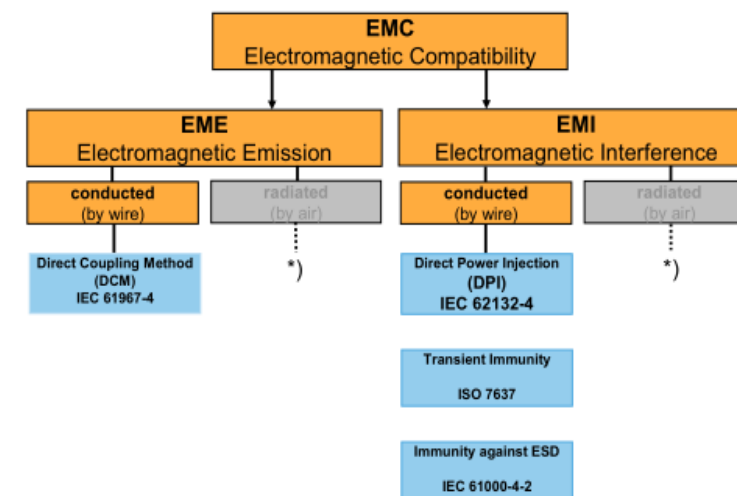 EMC
Electromagnetic Compatibility
EME
Electromagnetic Emission
EMI
Electromagnetic Interference
conducted
(by wire)
radiated
(by air)
conducted
(by wire)
radiated
(by air)
Direct Coupling Method
(DCM)
IEC 61967-4
*)
Direct Power Injection
(DPI)
IEC 62132-4
*)
Transient Immunity
ISO 7637
Immunity against ESD
IEC 61000-4-2